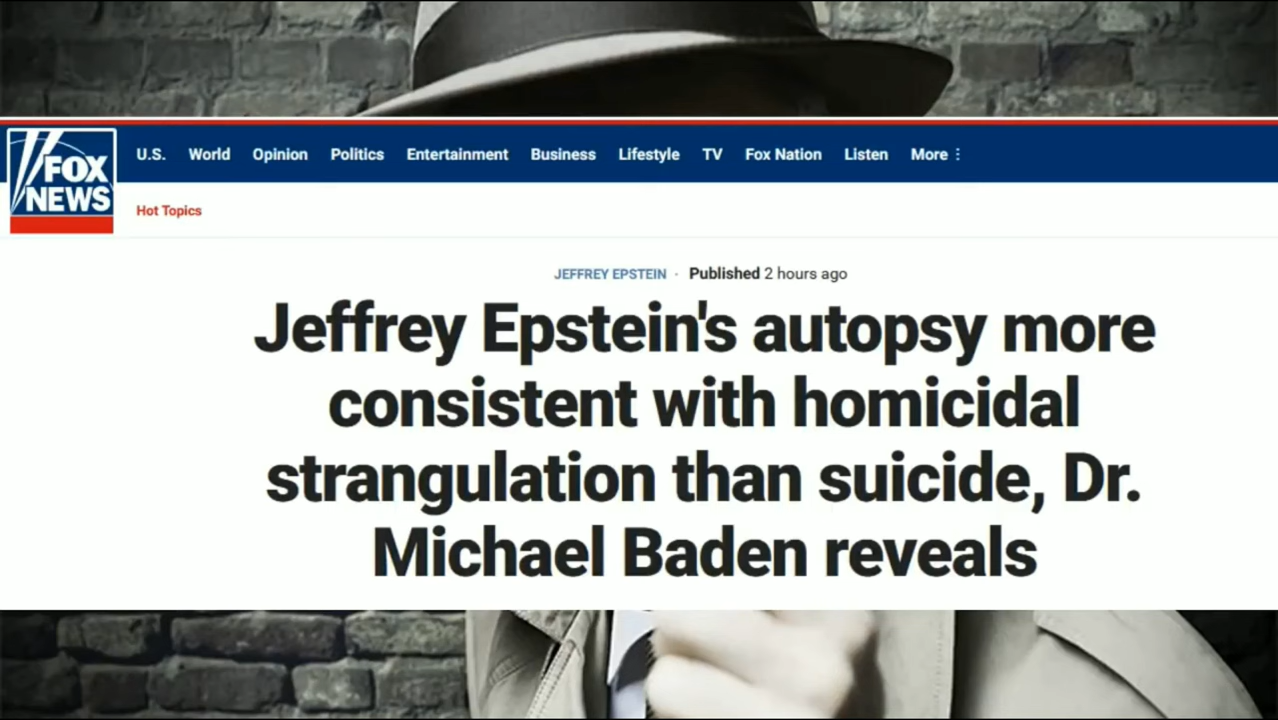 FOX
NEWS
U.S. World Opinion Politics Entertainment Business Lifestyle TV Fox Nation Listen More ⋮
Hot Topics
JEFFREY EPSTEIN · Published 2 hours ago
Jeffrey Epstein's autopsy more
consistent with homicidal
strangulation than suicide, Dr.
Michael Baden reveals